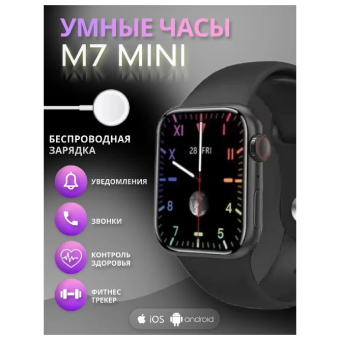 УМНЫЕ ЧАСЫ
M7 MINI
БЕСПРОВОДНАЯ
ЗАРЯДКА
УВЕДОМЛЕНИЯ
ЗВОНКИ
КОНТРОЛЬ
ЗДОРОВЬЯ
ФИТНЕС
ТРЕКЕР
28 FRI
iOS android